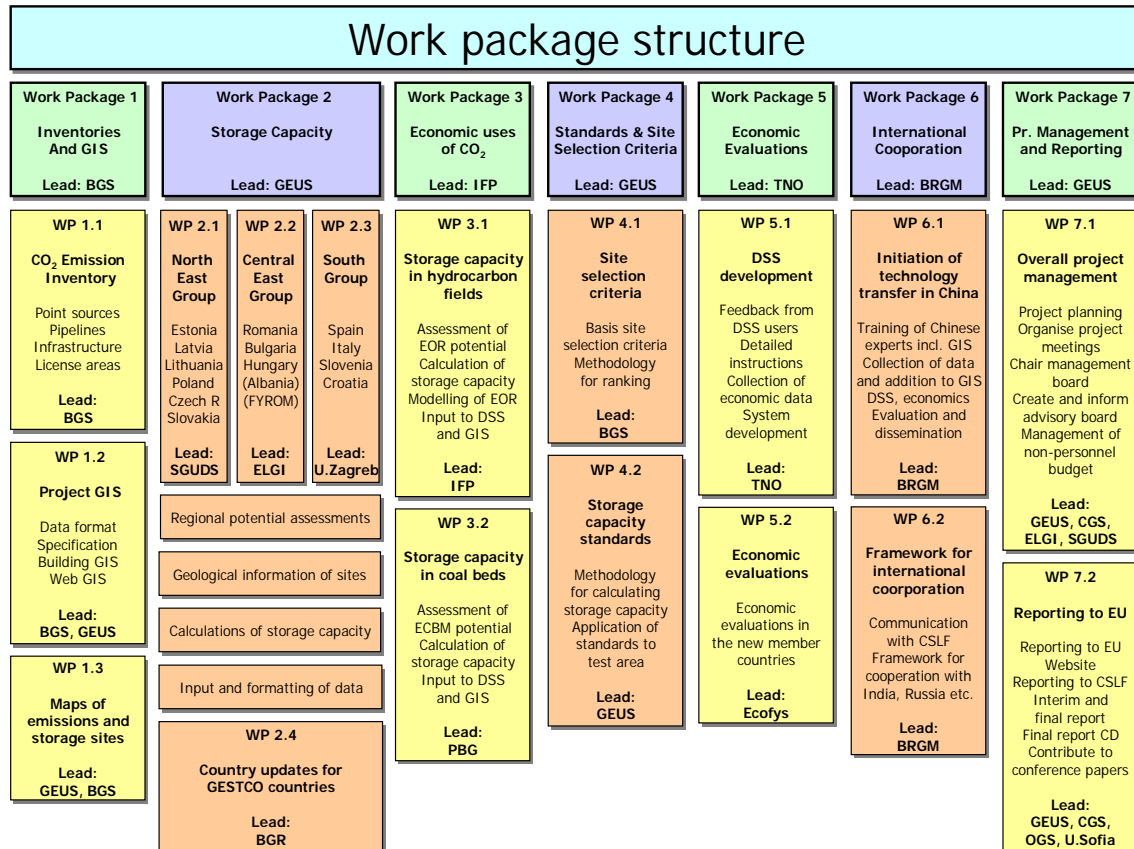 Work package structure
Work Package 1
Inventories
And GIS
Lead: BGS
Work Package 2
Storage Capacity
Lead: GEUS
Work Package 3
Economic uses
of CO₂
Lead: IFP
Work Package 4
Standards & Site
Selection Criteria
Lead: GEUS
Work Package 5
Economic
Evaluations
Lead: TNO
Work Package 6
International
Cooporation
Lead: BRGM
Work Package 7
Pr. Management
and Reporting
Lead: GEUS
WP 1.1
CO₂ Emission
Inventory
Point sources
Pipelines
Infrastructure
License areas
Lead:
BGS
WP 1.2
Project GIS
Data format
Specification
Building GIS
Web GIS
Lead:
BGS, GEUS
WP 1.3
Maps of
emissions and
storage sites
Lead:
GEUS, BGS
WP 2.1
North
East
Group
Estonia
Latvia
Lithuania
Poland
Czech R
Slovakia
Lead:
SGUDS
WP 2.2
Central
East
Group
Romania
Bulgaria
Hungary
(Albania)
(FYROM)
Lead:
ELGI
WP 2.3
South
Group
Spain
Italy
Slovenia
Croatia
Lead:
U.Zagreb
Regional potential assessments
Geological information of sites
Calculations of storage capacity
Input and formatting of data
WP 2.4
Country updates for
GESTCO countries
Lead:
BGR
WP 3.1
Storage capacity
in hydrocarbon
fields
Assessment of
EOR potential
Calculation of
storage capacity
Modelling of EOR
Input to DSS
and GIS
Lead:
IFP
WP 3.2
Storage capacity
in coal beds
Assessment of
ECBM potential
Calculation of
storage capacity
Input to DSS
and GIS
Lead:
PBG
WP 4.1
Site
selection
criteria
Basis site
selection criteria
Methodology
for ranking
Lead:
BGS
WP 4.2
Storage
capacity
standards
Methodology
for calculating
storage capacity
Application of
standards to
test area
Lead:
GEUS
WP 5.1
DSS
development
Feedback from
DSS users
Detailed
instructions
Collection of
economic data
System
development
Lead:
TNO
WP 5.2
Economic
evaluations
Economic
evaluations in
the new member
countries
Lead:
Ecofys
WP 6.1
Initiation of
technology
transfer in China
Training of Chinese
experts incl. GIS
Collection of data
and addition to GIS
DSS, economics
Evaluation and
dissemination
Lead:
BRGM
WP 6.2
Framework for
international
coorporation
Communication
with CSLF
Framework for
cooperation with
India, Russia etc.
Lead:
BRGM
WP 7.1
Overall project
management
Project planning
Organise project
meetings
Chair management
board
Create and inform
advisory board
Management of
non-personnel
budget
Lead:
GEUS, CGS,
ELGI, SGUDS
WP 7.2
Reporting to EU
Reporting to EU
Website
Reporting to CSLF
Interim and
final report
Final report CD
Contribute to
conference papers
Lead:
GEUS, CGS,
OGS, U.Sofia